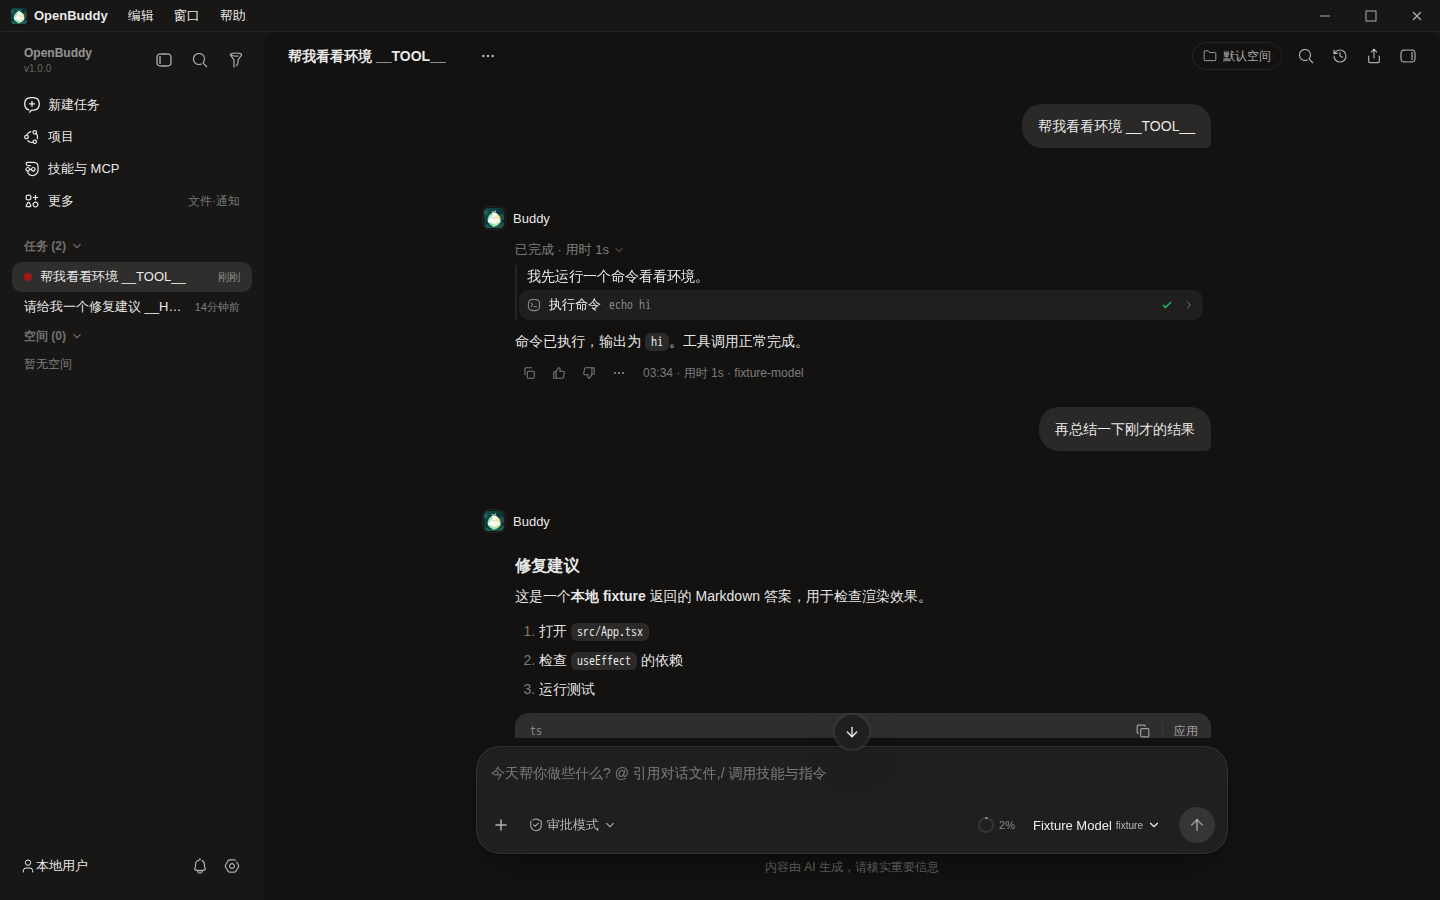 OpenBuddy 编辑 窗口 帮助
OpenBuddy
v1.0.0
新建任务
项目
技能与 MCP
更多 文件·通知
任务 (2)
帮我看看环境 __TOOL__ 刚刚
请给我一个修复建议 __H... 14分钟前
空间 (0)
暂无空间
本地用户
帮我看看环境 __TOOL__
默认空间
帮我看看环境 __TOOL__
Buddy
已完成 · 用时 1s
我先运行一个命令看看环境。
执行命令 echo hi
命令已执行，输出为 hi。工具调用正常完成。
03:34 · 用时 1s · fixture-model
再总结一下刚才的结果
Buddy
修复建议
这是一个本地 fixture 返回的 Markdown 答案，用于检查渲染效果。
1. 打开 src/App.tsx
2. 检查 useEffect 的依赖
3. 运行测试
ts 应用
今天帮你做些什么? @ 引用对话文件,/ 调用技能与指令
审批模式 2% Fixture Model fixture
内容由 AI 生成，请核实重要信息